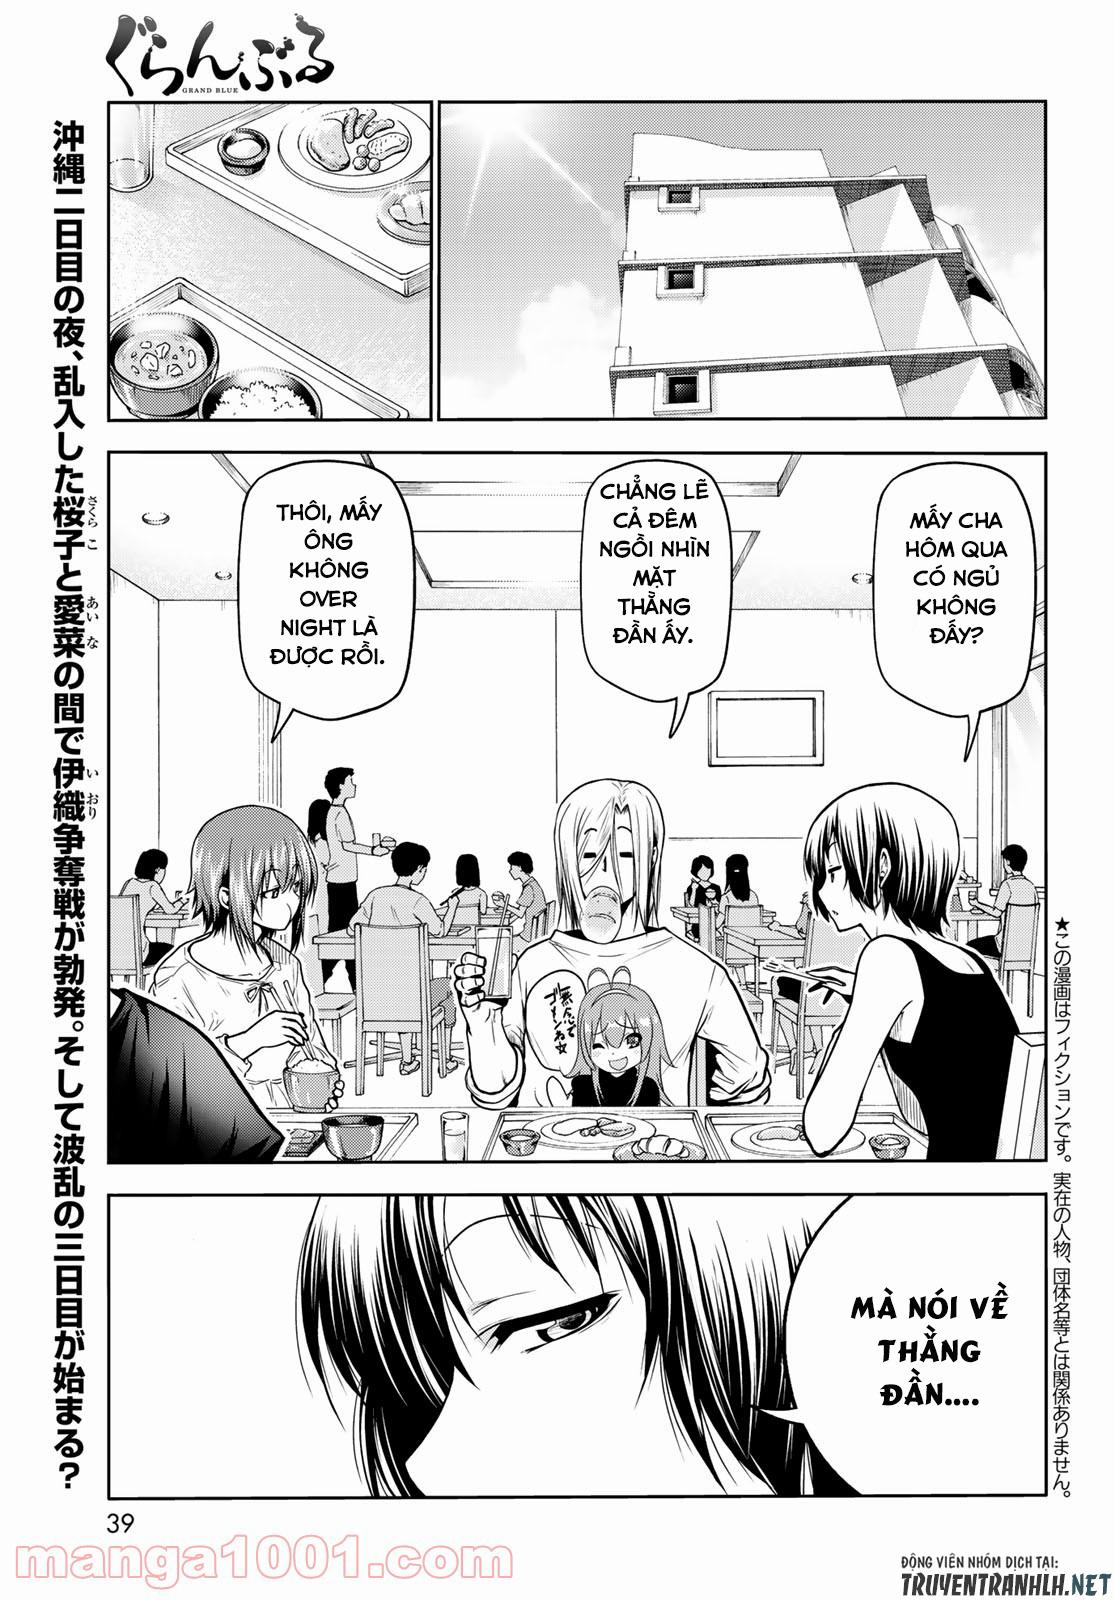 ぐらんぶる
GRAND BLUE
沖縄二日目の夜、乱入した桜子と愛菜の間で伊織争奪戦が勃発。そして波乱の三日目が始まる?
さくらこ
あいな
いおり
MẤY CHA
HÔM QUA
CÓ NGỦ
KHÔNG
ĐẤY?
CHẲNG LẼ
CẢ ĐÊM
NGỒI NHÌN
MẶT
THẰNG
ĐẦN ẤY.
THÔI, MẤY
ÔNG
KHÔNG
OVER
NIGHT LÀ
ĐƯỢC RỒI.
★この漫画はフィクションです。実在の人物、団体名等とは関係ありません。
MÀ NÓI VỀ
THẰNG
ĐẦN....
39
manga1001.com
ĐỘNG VIÊN NHÓM DỊCH TẠI:
TRUYENTRANHLH.NET